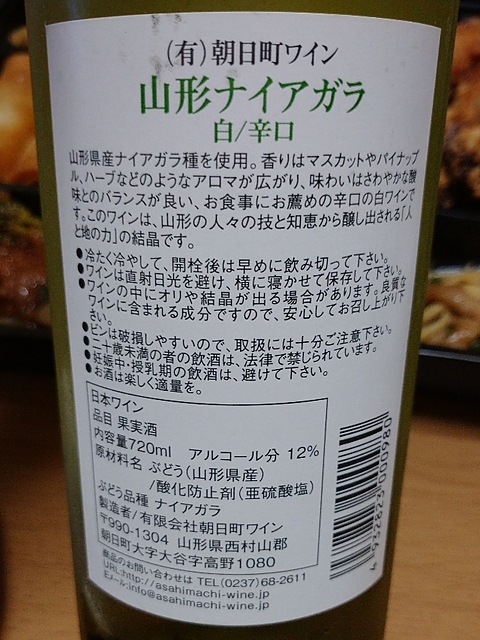 (有)朝日町ワイン
山形ナイアガラ
白/辛口
山形県産ナイアガラ種を使用。香りはマスカットやパイナップ
ル、ハーブなどのようなアロマが広がり、味わいはさわやかな酸
味とのバランスが良い、お食事にお薦めの辛口の白ワインで
す。このワインは、山形の人々の技と知恵から醸し出される「人
と地の力」の結晶です。
●冷たく冷やして、開栓後は早めに飲み切って下さい。
●ワインは直射日光を避け、横に寝かせて保存して下さい。
●ワインの中にオリや結晶が出る場合があります。良質な
ワインに含まれる成分ですので、安心してお召し上がり下
さい。
●ビンは破損しやすいので、取扱には十分ご注意下さい。
●二十歳未満の者の飲酒は、法律で禁じられています。
●妊娠中・授乳期の飲酒は、避けて下さい。
●お酒は楽しく適量を。
日本ワイン
品目 果実酒
内容量720ml アルコール分 12%
原材料名 ぶどう(山形県産)
/酸化防止剤(亜硫酸塩)
ぶどう品種 ナイアガラ
製造者/有限会社朝日町ワイン
〒990-1304 山形県西村山郡
朝日町大字大谷字高野1080
商品のお問い合わせは TEL(0237)68-2611
URL:http://asahimachi-wine.jp
Eメール:info@asahimachi-wine.jp